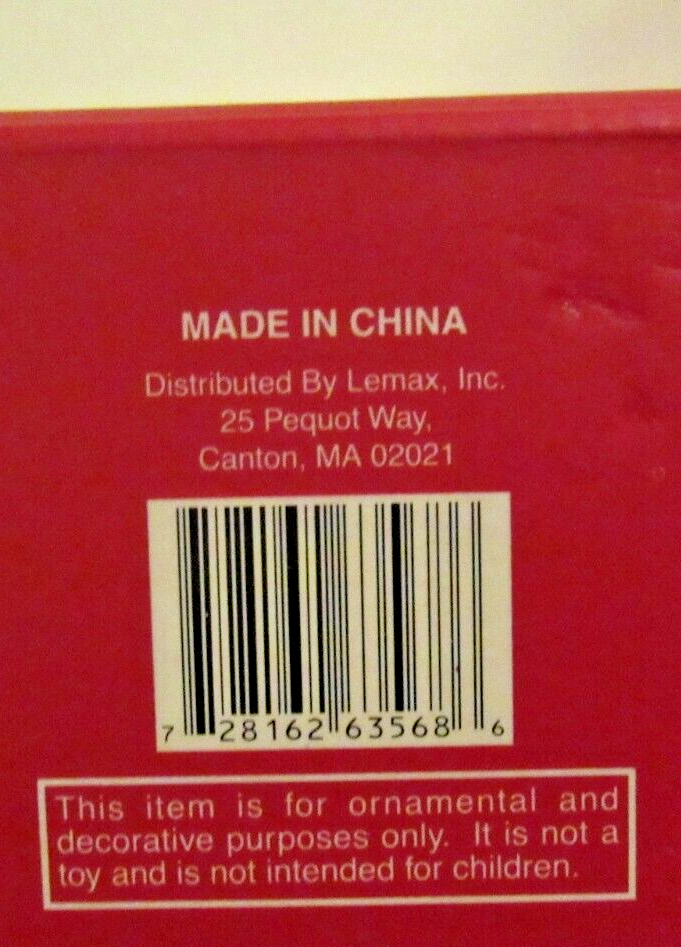 MADE IN CHINA
Distributed By Lemax, Inc.
25 Pequot Way,
Canton, MA 02021
7 28162 63568 6
This item is for ornamental and
decorative purposes only. It is not a
toy and is not intended for children.